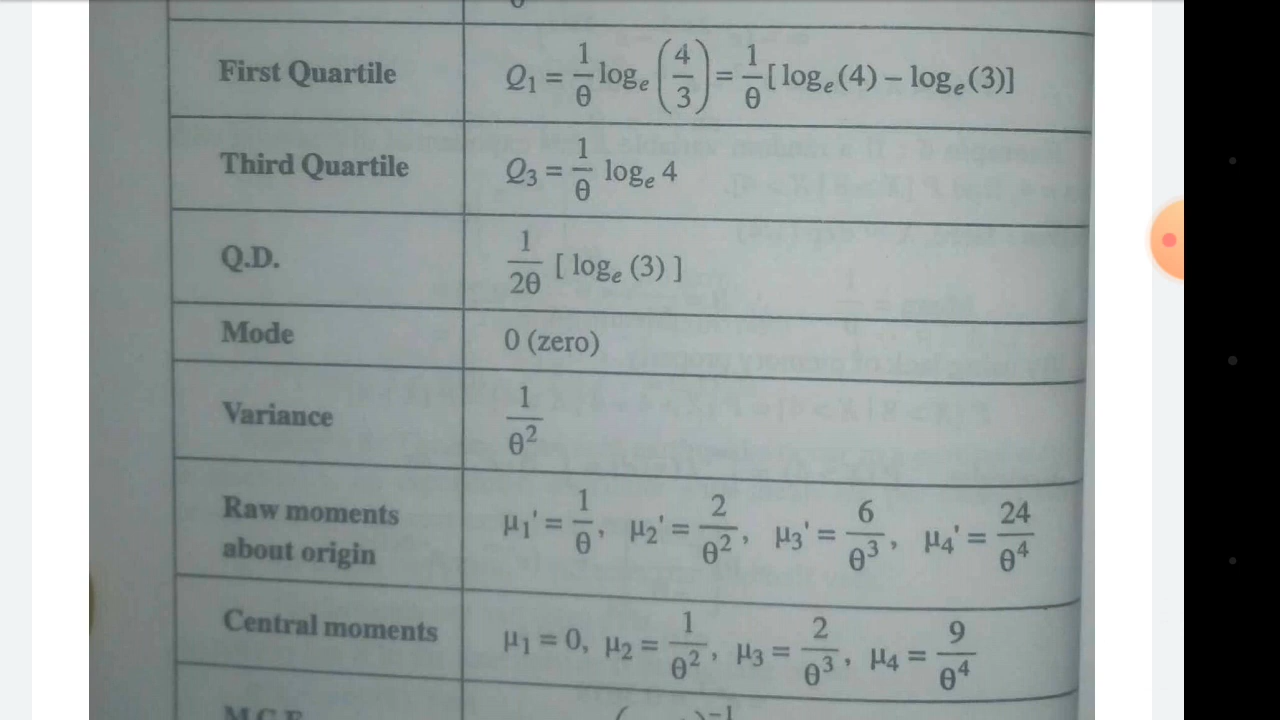 First Quartile Q₁ = 1/θ logₑ (4/3) = 1/θ [ logₑ (4) – logₑ (3)]
Third Quartile Q₃ = 1/θ logₑ 4
Q.D. 1/2θ [ logₑ (3) ]
Mode 0 (zero)
Variance 1/θ²
Raw moments
about origin μ₁' = 1/θ, μ₂' = 2/θ², μ₃' = 6/θ³, μ₄' = 24/θ⁴
Central moments μ₁ = 0, μ₂ = 1/θ², μ₃ = 2/θ³, μ₄ = 9/θ⁴